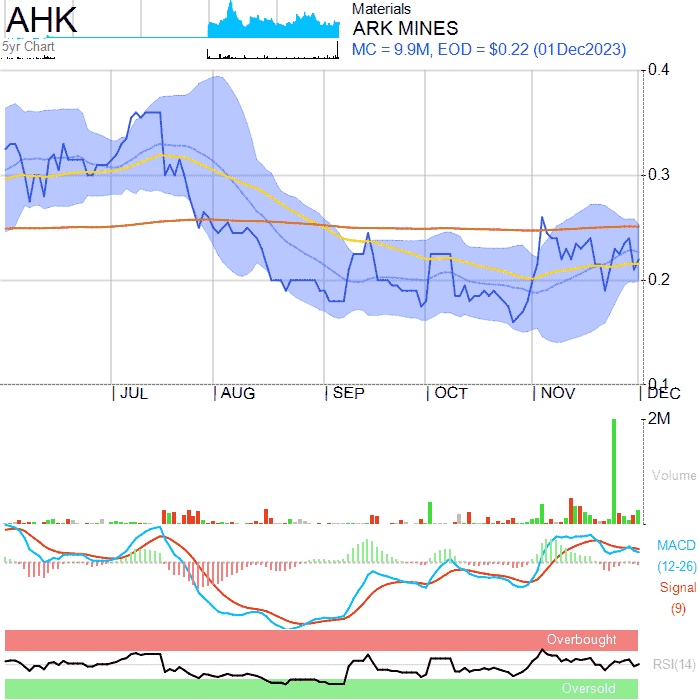 AHK
Materials
ARK MINES
5yr Chart
MC = 9.9M, EOD = $0.22 (01Dec2023)
0.4
0.3
0.2
0.1
JUL AUG SEP OCT NOV DEC
2M
Volume
MACD
(12-26)
Signal
(9)
Overbought
RSI(14)
Oversold